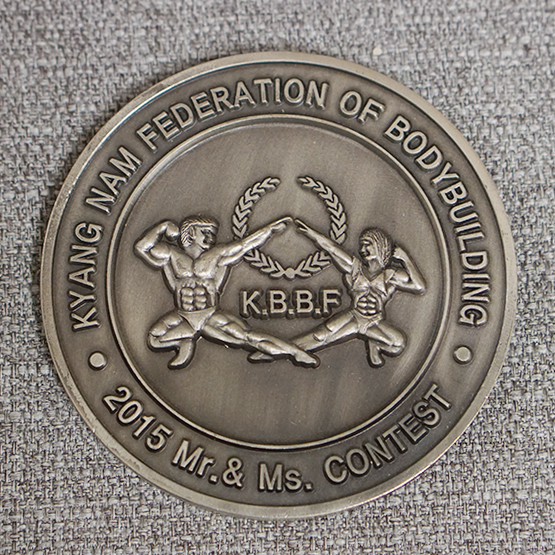 KYANG NAM FEDERATION OF BODYBUILDING
K.B.B.F
2015 Mr.& Ms. CONTEST